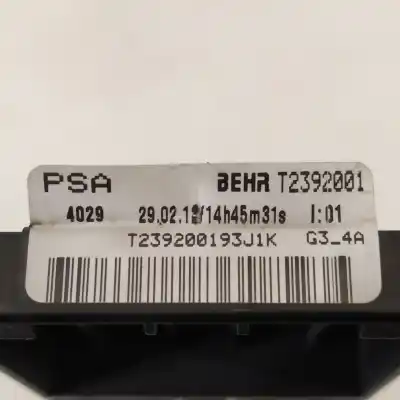 PSA BEHR T2392001
4029 29.02.12/14h45m31s I:01
T239200193J1K G3_4A